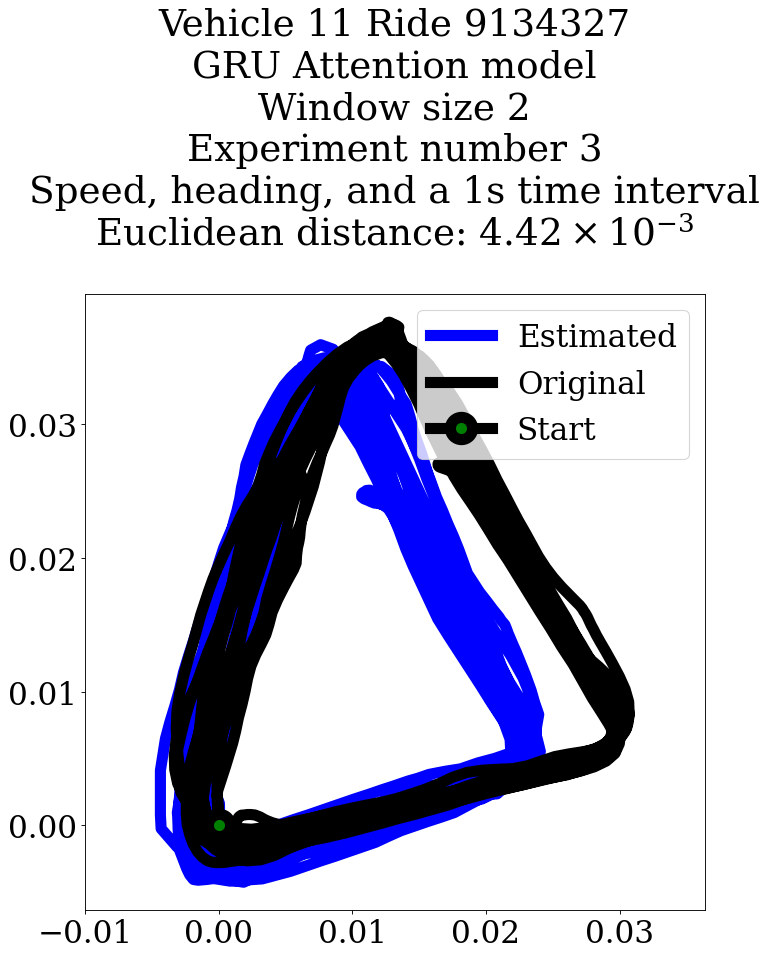 Vehicle 11 Ride 9134327
GRU Attention model
Window size 2
Experiment number 3
Speed, heading, and a 1s time interval
Euclidean distance: 4.42 × 10⁻³
Estimated
Original
Start
0.03
0.02
0.01
0.00
−0.01 0.00 0.01 0.02 0.03